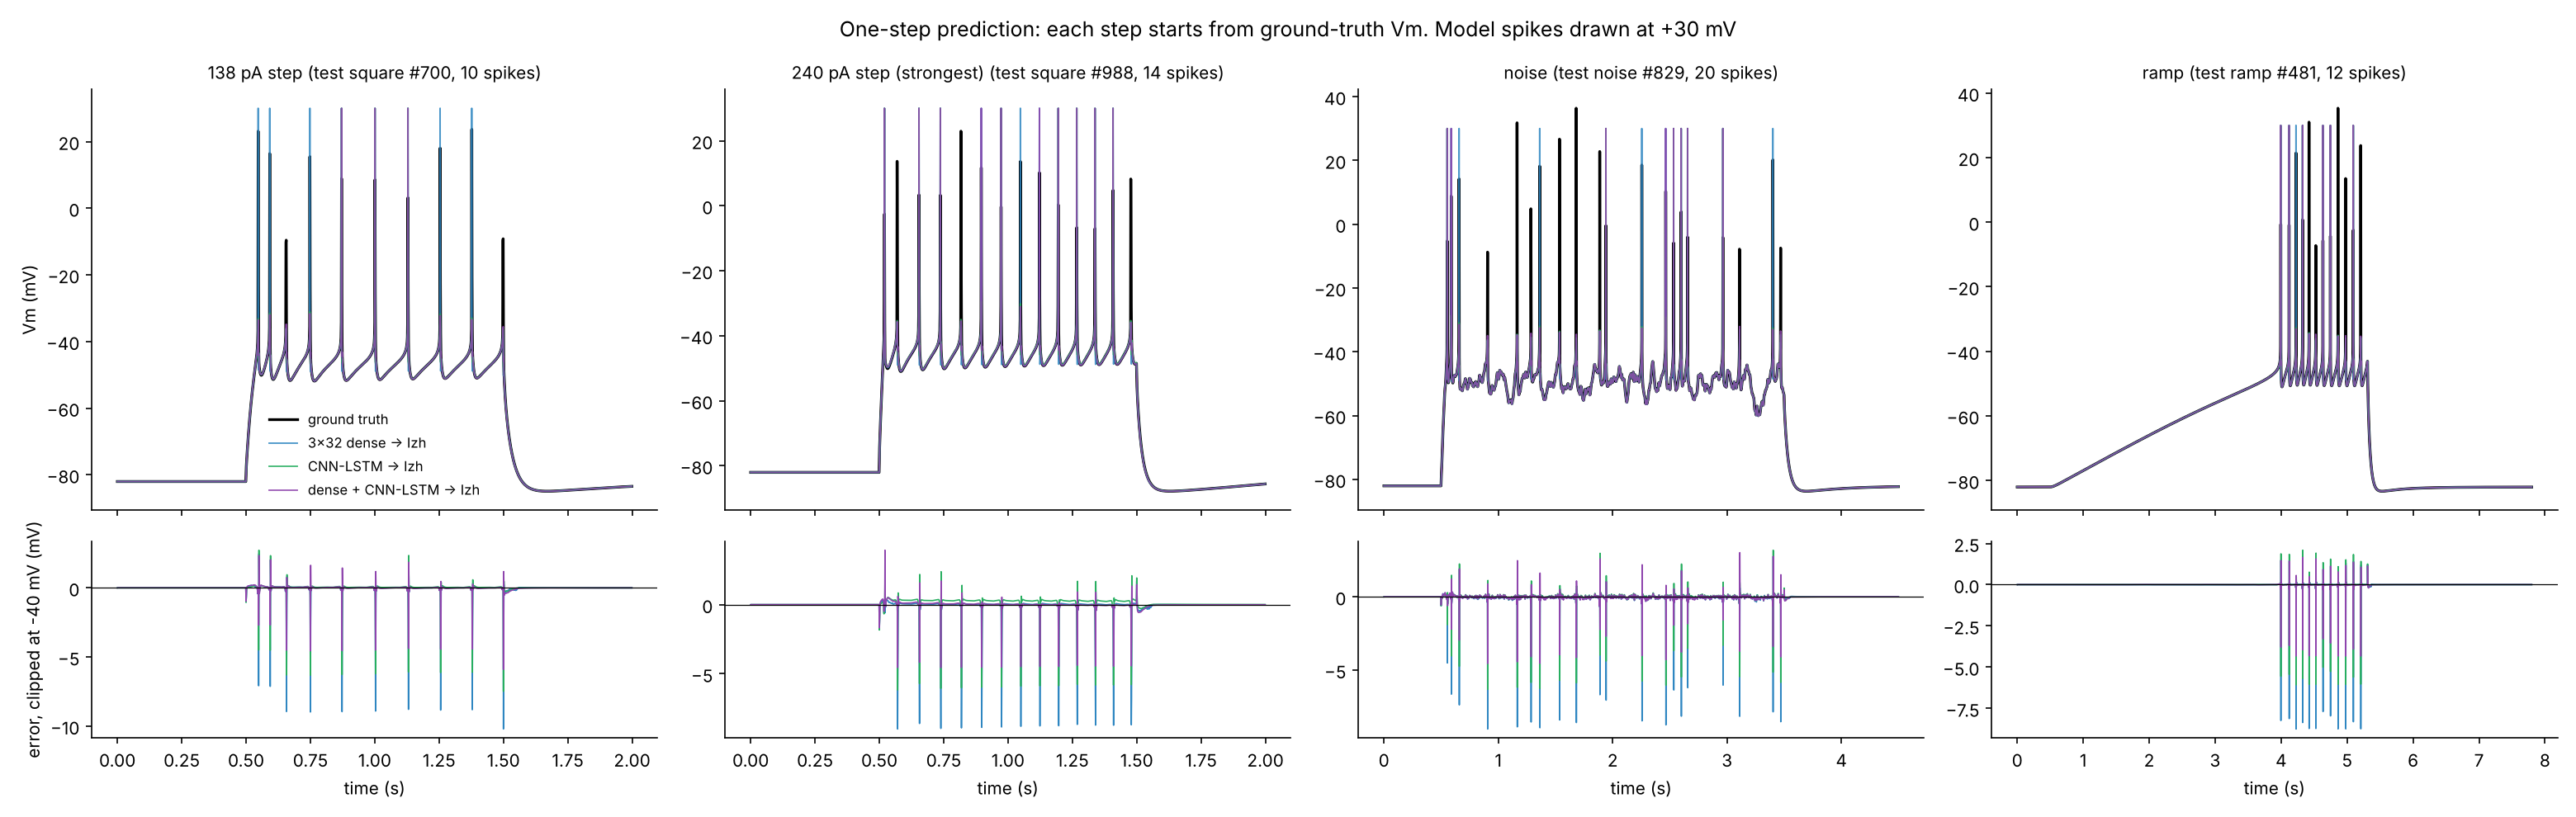 One-step prediction: each step starts from ground-truth Vm. Model spikes drawn at +30 mV
138 pA step (test square #700, 10 spikes)
240 pA step (strongest) (test square #988, 14 spikes)
noise (test noise #829, 20 spikes)
ramp (test ramp #481, 12 spikes)
Vm (mV)
20
0
−20
−40
−60
−80
ground truth
3×32 dense → Izh
CNN-LSTM → Izh
dense + CNN-LSTM → Izh
20
0
−20
−40
−60
−80
40
20
0
−20
−40
−60
−80
40
20
0
−20
−40
−60
−80
error, clipped at -40 mV (mV)
0
−5
−10
0.00 0.25 0.50 0.75 1.00 1.25 1.50 1.75 2.00
time (s)
0
−5
0.00 0.25 0.50 0.75 1.00 1.25 1.50 1.75 2.00
time (s)
0
−5
0 1 2 3 4
time (s)
2.5
0.0
−2.5
−5.0
−7.5
0 1 2 3 4 5 6 7 8
time (s)